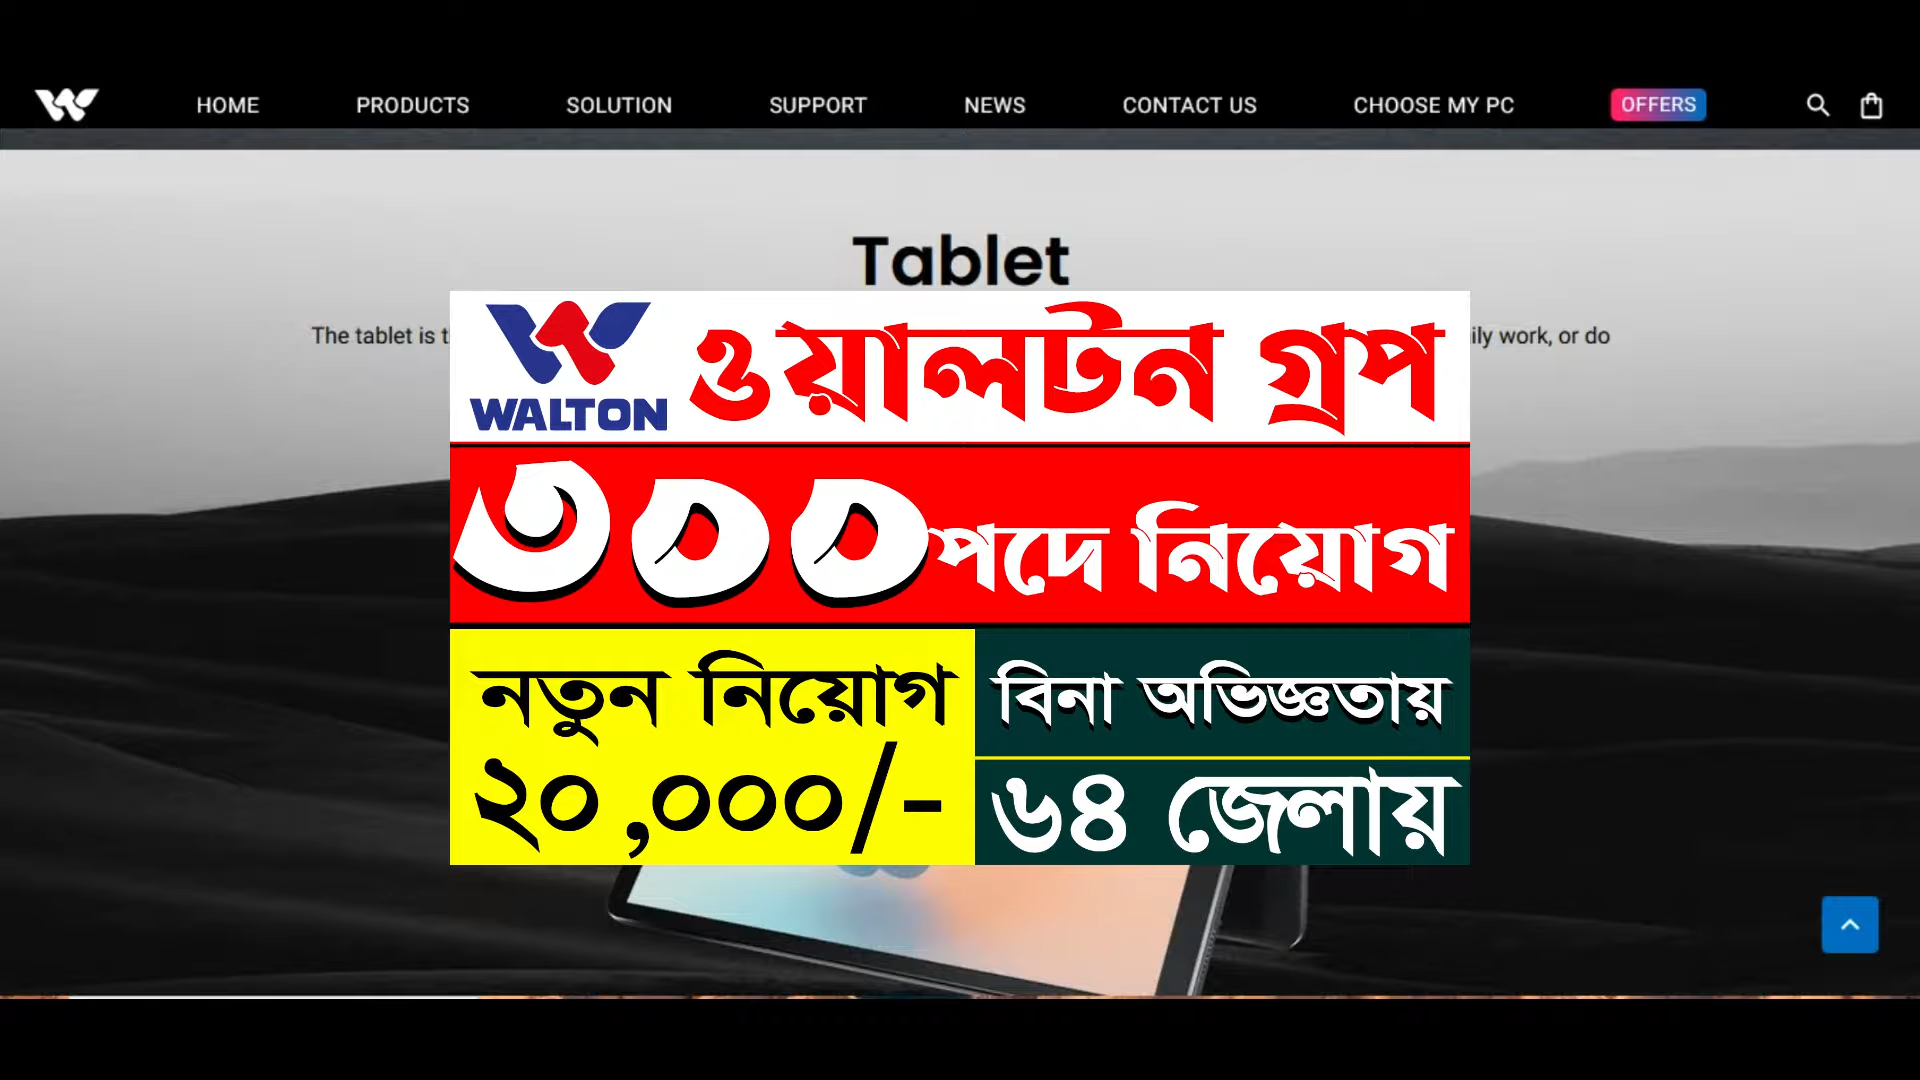 HOME PRODUCTS SOLUTION SUPPORT NEWS CONTACT US CHOOSE MY PC OFFERS
Tablet
The tablet is t
ily work, or do
WALTON
ওয়ালটন গ্রুপ
৩০০ পদে নিয়োগ
নতুন নিয়োগ
২০,০০০/-
বিনা অভিজ্ঞতায়
৬৪ জেলায়